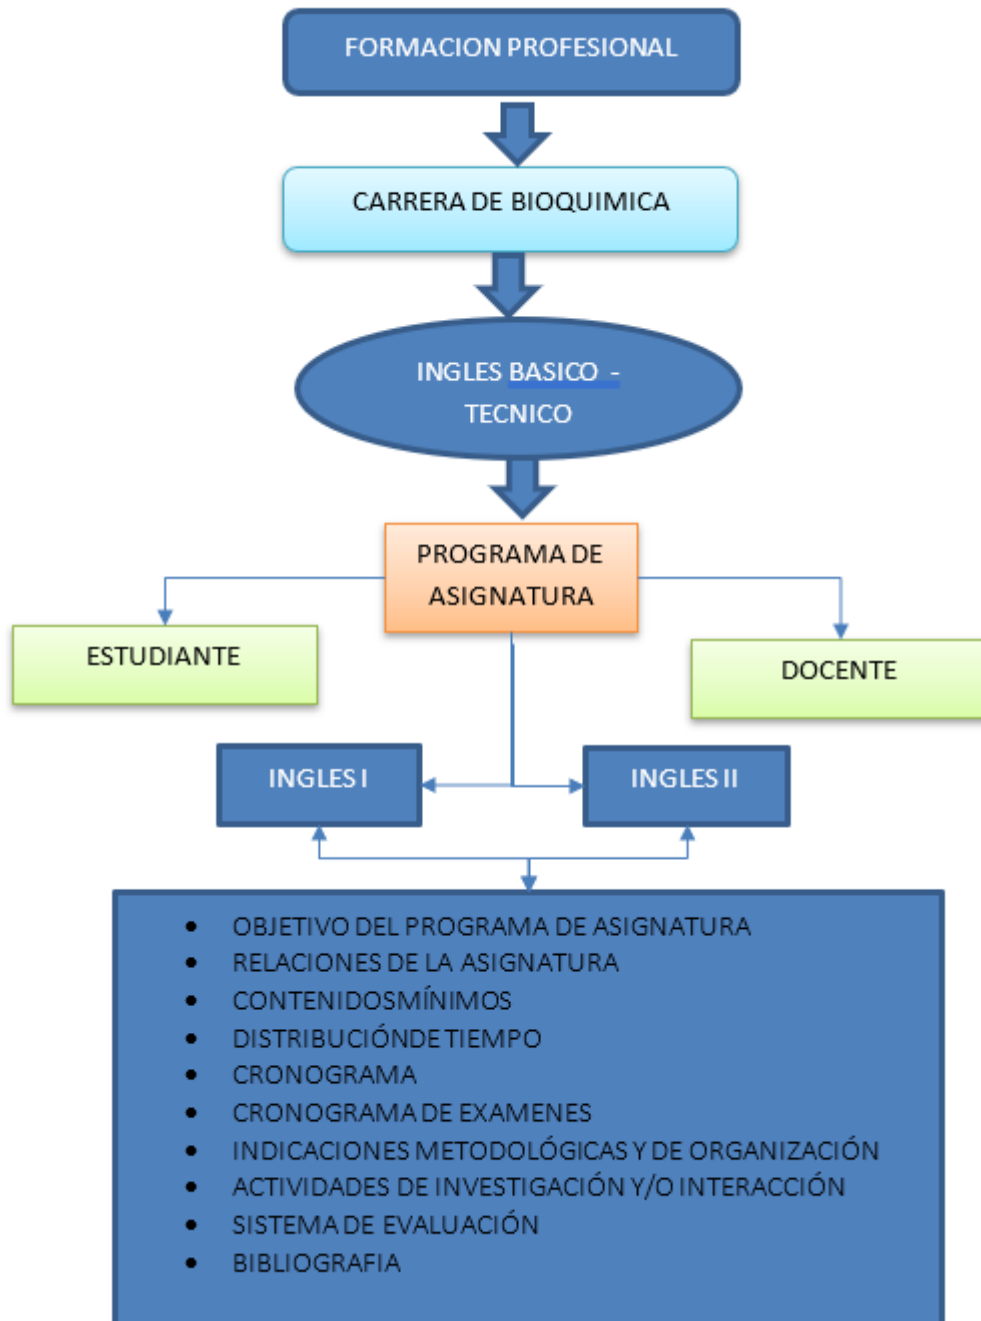 FORMACION PROFESIONAL
CARRERA DE BIOQUIMICA
INGLES BASICO -
TECNICO
PROGRAMA DE
ASIGNATURA
ESTUDIANTE
DOCENTE
INGLES I
INGLES II
• OBJETIVO DEL PROGRAMA DE ASIGNATURA
• RELACIONES DE LA ASIGNATURA
• CONTENIDOSMÍNIMOS
• DISTRIBUCIÓNDE TIEMPO
• CRONOGRAMA
• CRONOGRAMA DE EXAMENES
• INDICACIONES METODOLÓGICAS Y DE ORGANIZACIÓN
• ACTIVIDADES DE INVESTIGACIÓN Y/O INTERACCIÓN
• SISTEMA DE EVALUACIÓN
• BIBLIOGRAFIA